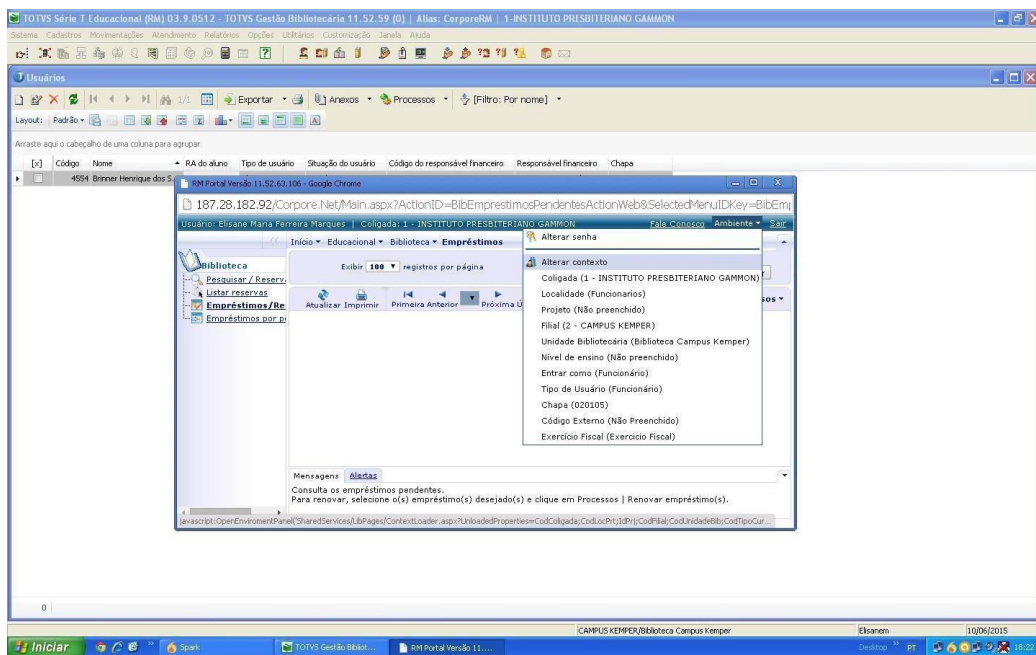 TOTVS Série T Educacional (RM) 03.9.0512 - TOTVS Gestão Bibliotecária 11.52.59 (0) | Alias: CorporeRM | 1-INSTITUTO PRESBITERIANO GAMMON
Sistema Cadastros Movimentações Atendimento Relatórios Opções Utilitários Customização Janela Ajuda
Usuários
1/1 Exportar Anexos Processos [Filtro: Por nome]
Layout: Padrão
Arraste aqui o cabeçalho de uma coluna para agrupar
[x] Código Nome RA do aluno Tipo de usuário Situação do usuário Código do responsável financeiro Responsável financeiro Chapa
4554 Brinner Henrique dos S
RM Portal Versão 11.52.63.106 - Google Chrome
187.28.182.92/Corpore.Net/Main.aspx?ActionID=BibEmprestimosPendentesActionWeb&SelectedMenuIDKey=BibEmp
Usuário: Elisane Maria Ferreira Marques | Coligada: 1 - INSTITUTO PRESBITERIANO GAMMON Fale Conosco Ambiente Sair
Início Educacional Biblioteca Empréstimos
Alterar senha
Alterar contexto
Coligada (1 - INSTITUTO PRESBITERIANO GAMMON)
Localidade (Funcionarios)
Projeto (Não preenchido)
Filial (2 - CAMPUS KEMPER)
Unidade Bibliotecária (Biblioteca Campus Kemper)
Nível de ensino (Não preenchido)
Entrar como (Funcionário)
Tipo de Usuário (Funcionário)
Chapa (020105)
Código Externo (Não Preenchido)
Exercício Fiscal (Exercicio Fiscal)
Biblioteca
Pesquisar / Reserv
Listar reservas
Empréstimos/Re
Empréstimos por pe
Exibir 100 registros por página
Atualizar Imprimir Primeira Anterior Próxima Ú
sos
Mensagens Alertas
Consulta os empréstimos pendentes.
Para renovar, selecione o(s) empréstimo(s) desejado(s) e clique em Processos | Renovar empréstimo(s).
javascript:OpenEnviromentPanel('SharedServices/LibPages/ContextLoader.aspx?UnloadedProperties=CodColigada;CodLocPrt;IdPrj;CodFilial;CodUnidadeBib;CodTipoCur...
0
CAMPUS KEMPER/Biblioteca Campus Kemper Elisanem 10/06/2015
Iniciar Spark TOTVS Gestão Bibliot... RM Portal Versão 11.... Desktop PT 18:22